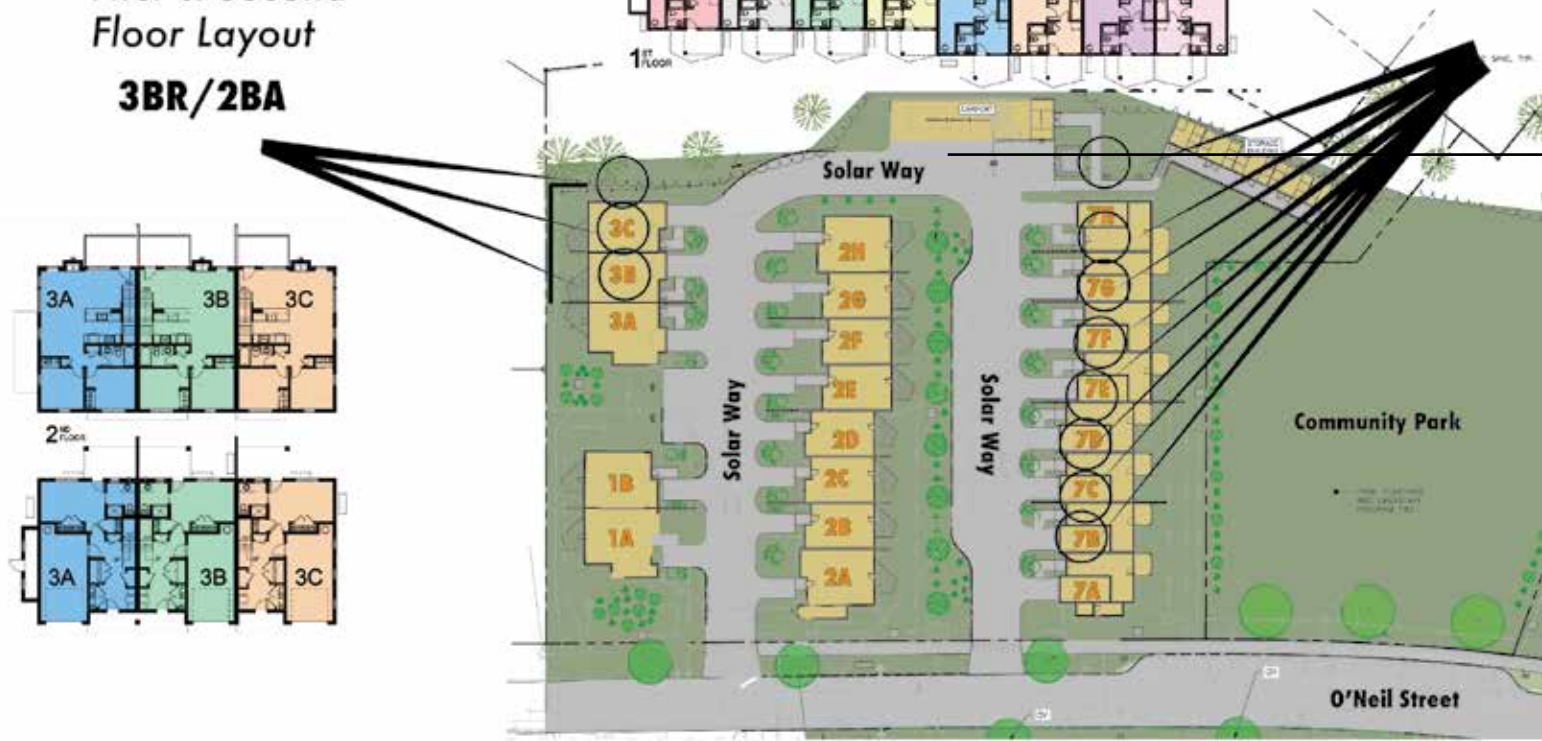 Floor Layout
3BR/2BA
1ST FLOOR
CARPORT
STORAGE BUILDING
Solar Way
3C
3B
3A
1B
1A
Solar Way
2H
2G
2F
2E
2D
2C
2B
2A
Solar Way
7H
7G
7F
7E
7D
7C
7B
7A
Community Park
O'Neil Street
3A
3B
3C
2ND FLOOR
3A
3B
3C